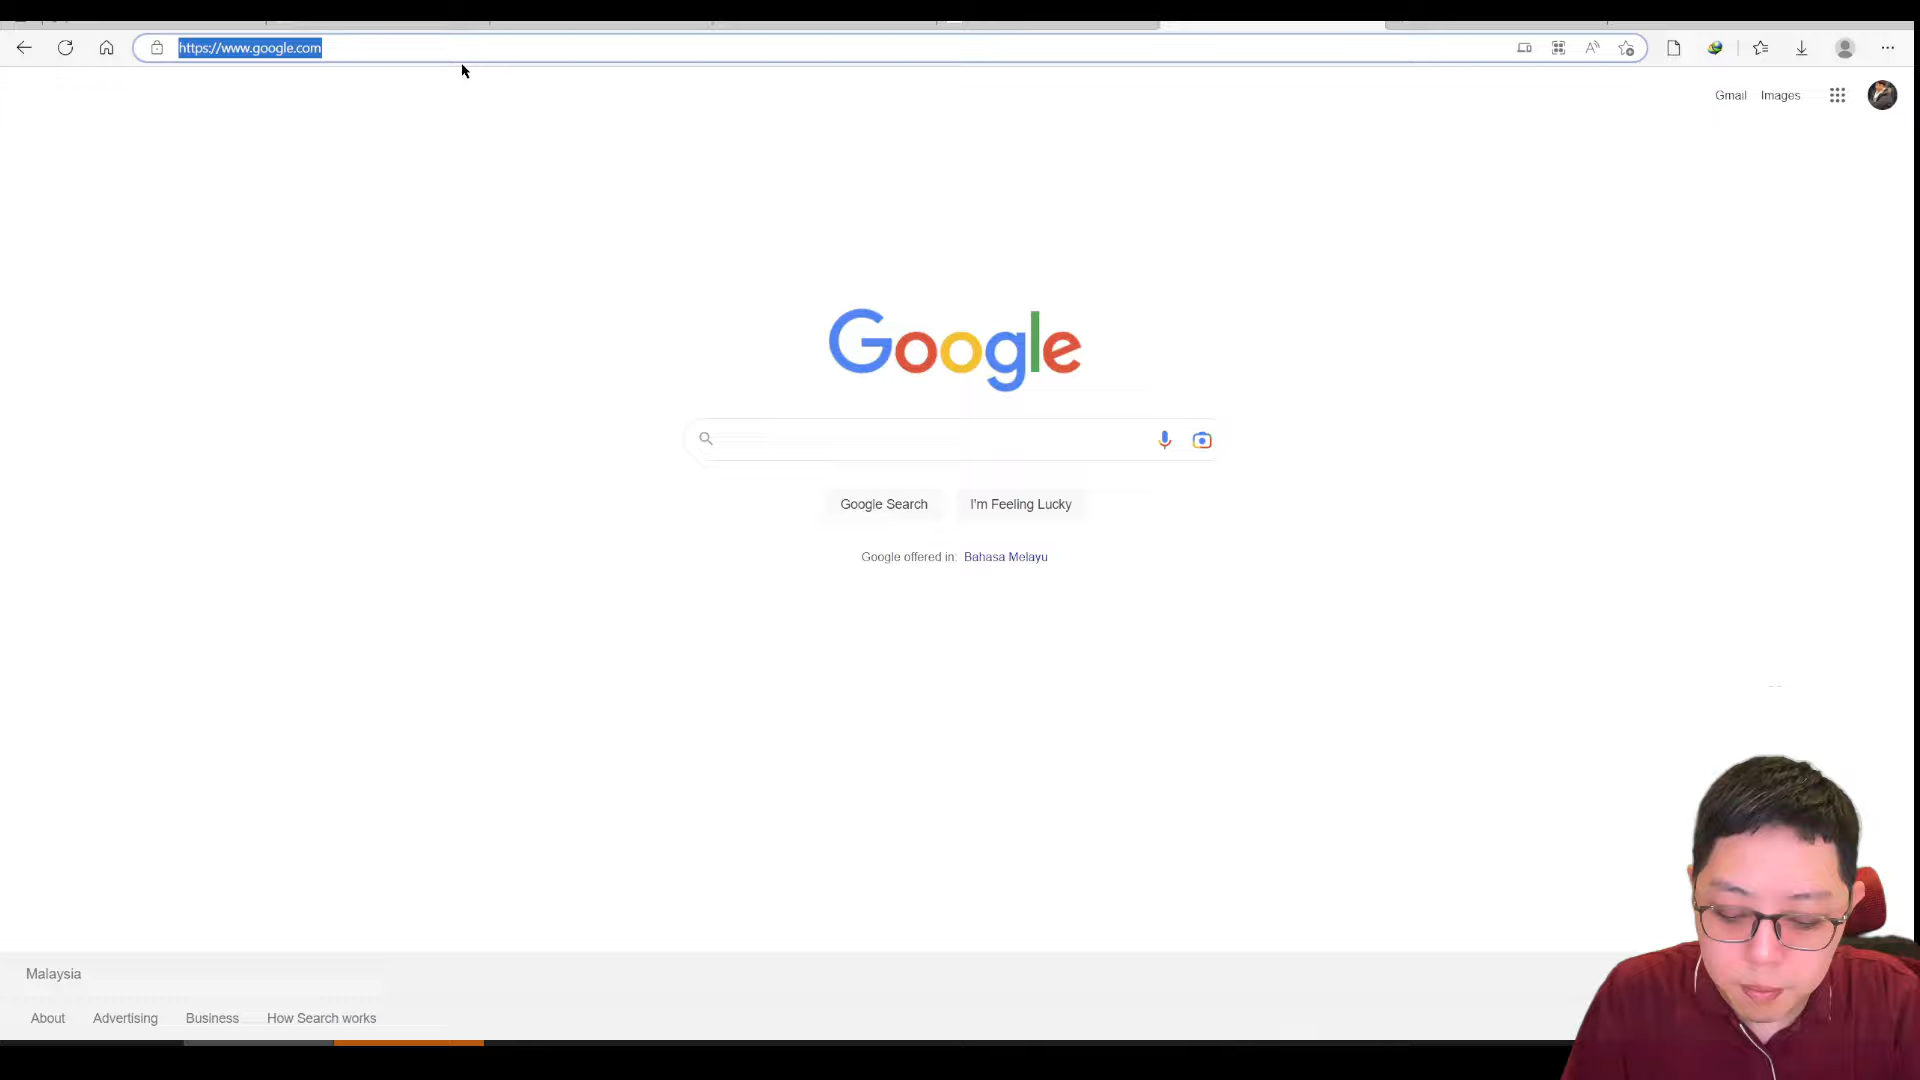 https://www.google.com
Gmail Images
Google
Google Search I'm Feeling Lucky
Google offered in: Bahasa Melayu
Malaysia
About Advertising Business How Search works